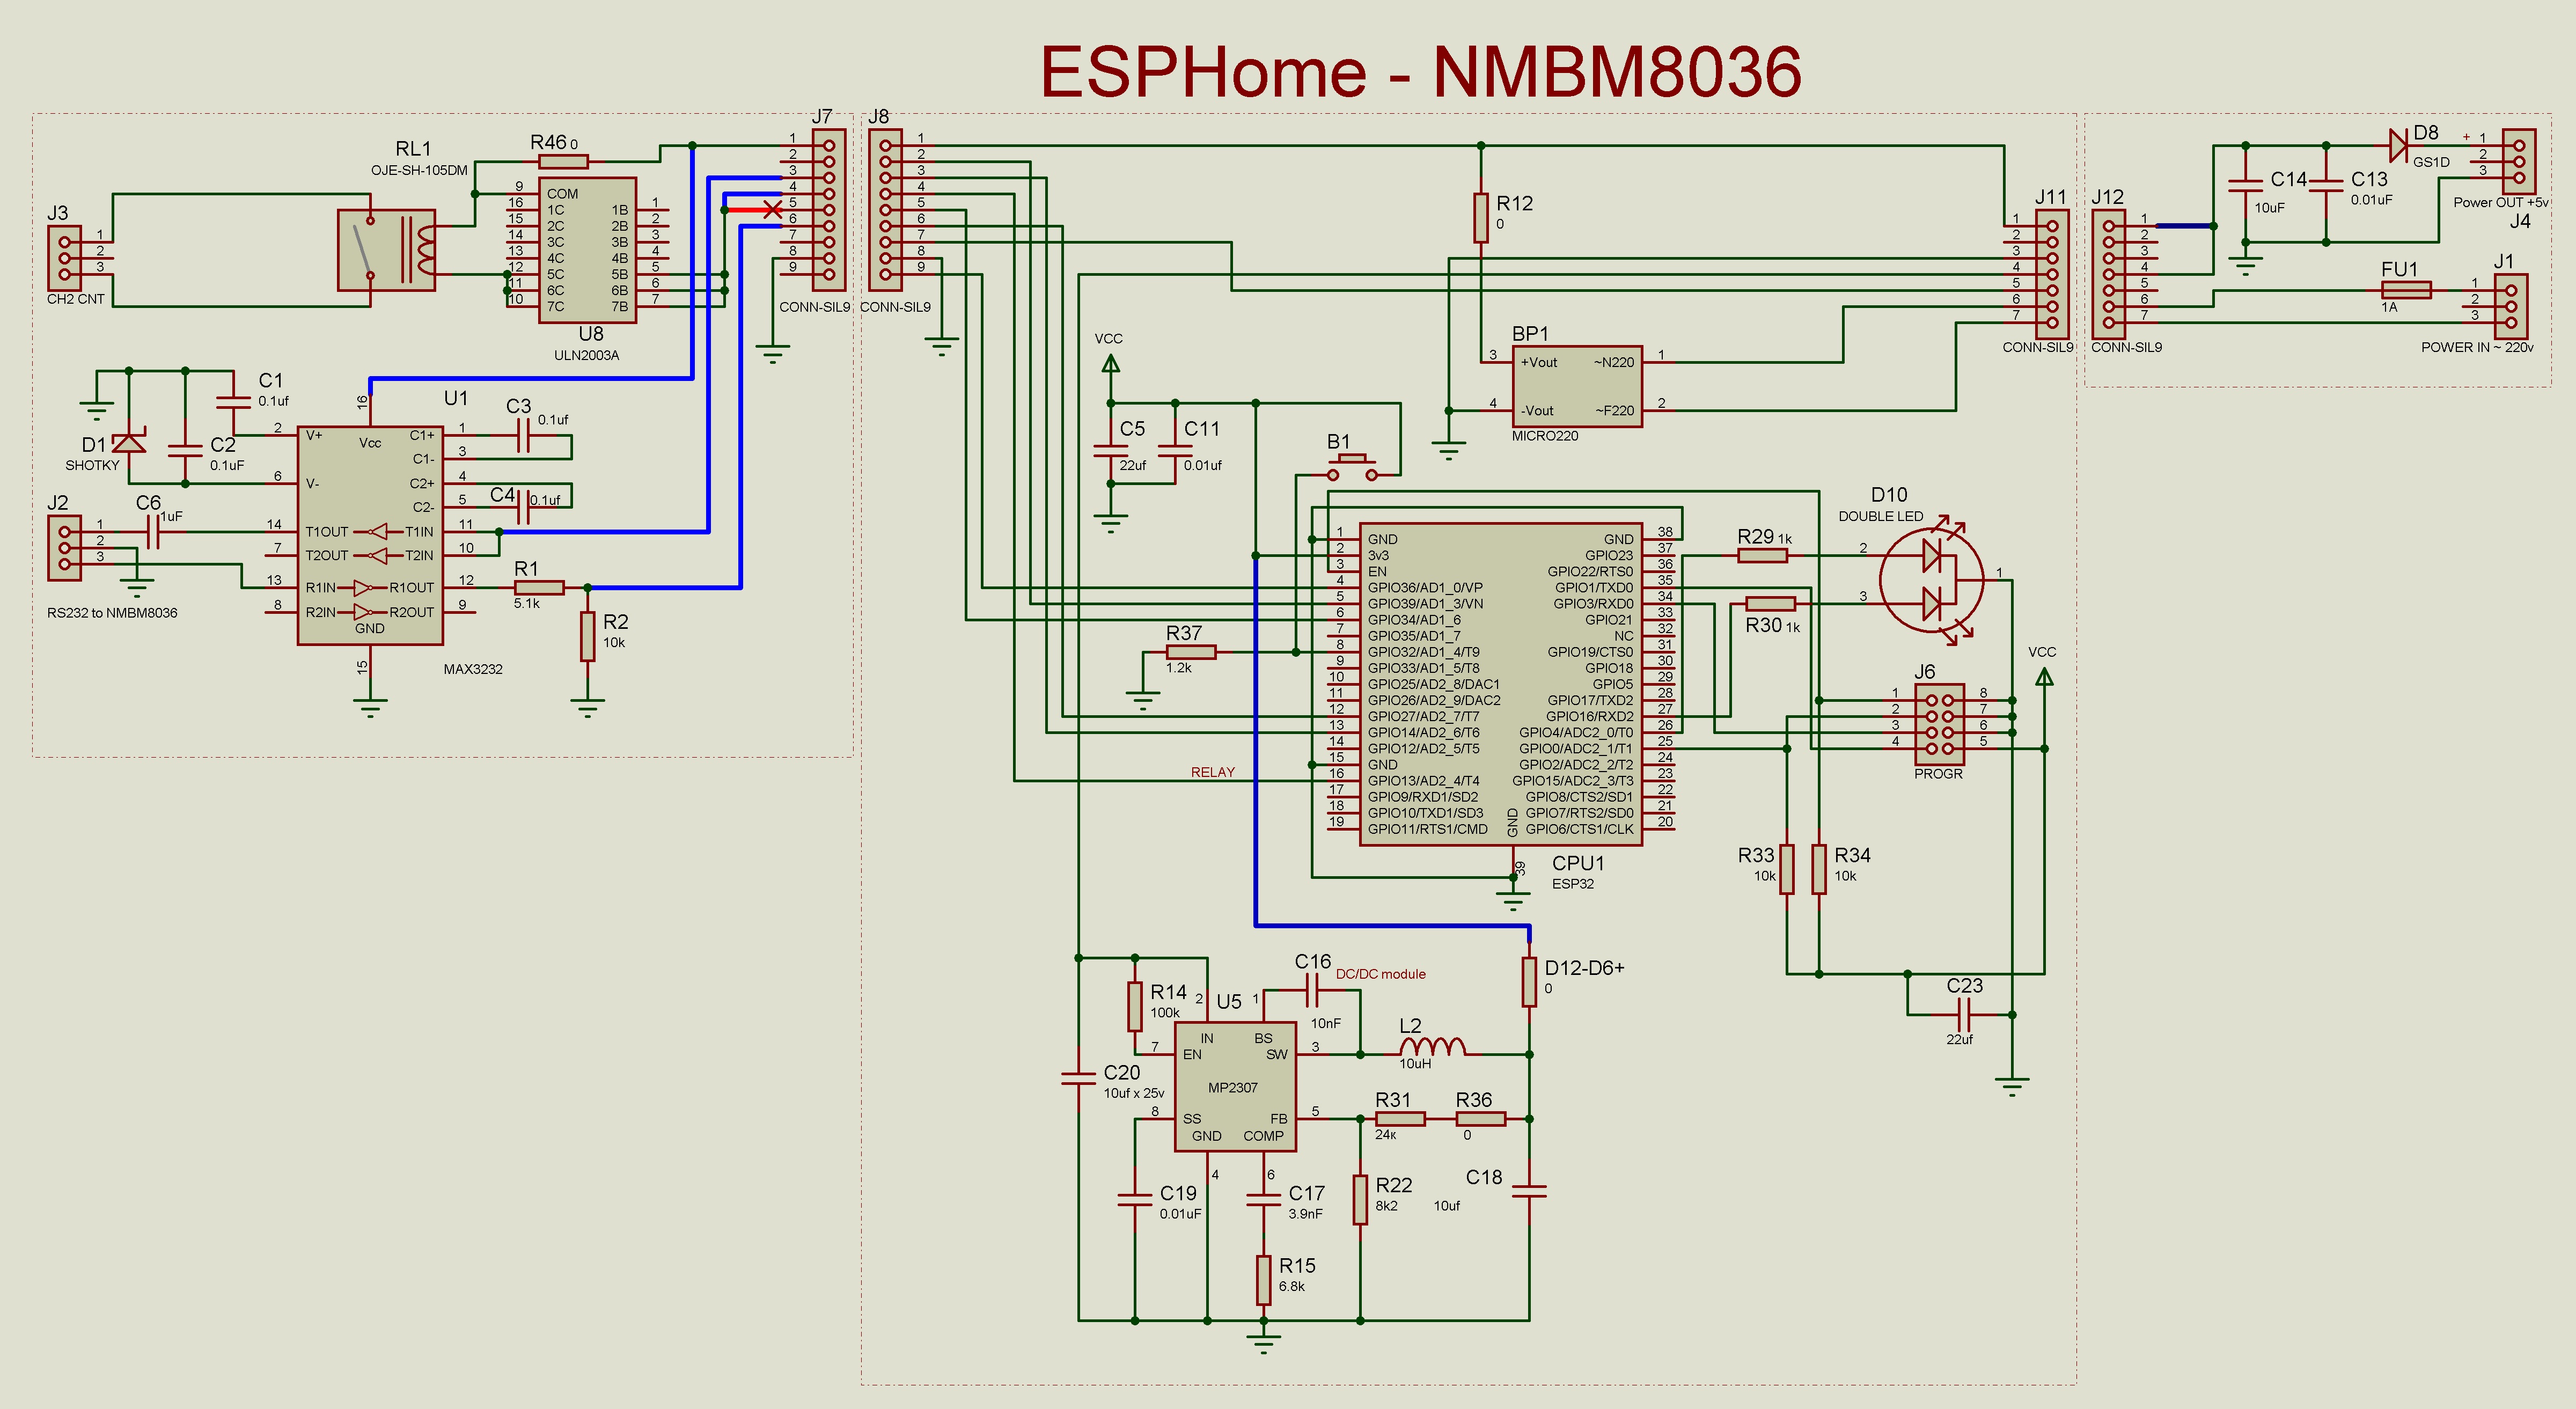 ESPHome - NMBM8036
J7
J8
RL1
OJE-SH-105DM
R46 0
J3
1
2
3
CH2 CNT
9
16
15
14
13
12
11
10
COM
1C
2C
3C
4C
5C
6C
7C
1B
2B
3B
4B
5B
6B
7B
1
2
3
4
5
6
7
U8
ULN2003A
1
2
3
4
5
6
7
8
9
CONN-SIL9
1
2
3
4
5
6
7
8
9
CONN-SIL9
C1
0.1uf
D1
SHOTKY
C2
0.1uF
16
U1
C3
0.1uf
C4
0.1uf
2
6
14
7
13
8
V+
V-
T1OUT
T2OUT
R1IN
R2IN
Vcc
GND
C1+
C1-
C2+
C2-
T1IN
T2IN
R1OUT
R2OUT
1
3
4
5
11
10
12
9
15
MAX3232
J2
1
2
3
RS232 to NMBM8036
C6
1uF
R1
5.1k
R2
10k
R12
0
BP1
3
4
+Vout
-Vout
~N220
~F220
1
2
MICRO220
J11
1
2
3
4
5
6
7
CONN-SIL9
J12
1
2
3
4
5
6
7
CONN-SIL9
C14
10uF
C13
0.01uF
D8
GS1D
+ 1
2
3
Power OUT +5v
J4
FU1
1A
J1
1
2
3
POWER IN ~ 220v
VCC
C5
22uf
C11
0.01uf
B1
R37
1.2k
RELAY
1
2
3
4
5
6
7
8
9
10
11
12
13
14
15
16
17
18
19
GND
3v3
EN
GPIO36/AD1_0/VP
GPIO39/AD1_3/VN
GPIO34/AD1_6
GPIO35/AD1_7
GPIO32/AD1_4/T9
GPIO33/AD1_5/T8
GPIO25/AD2_8/DAC1
GPIO26/AD2_9/DAC2
GPIO27/AD2_7/T7
GPIO14/AD2_6/T6
GPIO12/AD2_5/T5
GND
GPIO13/AD2_4/T4
GPIO9/RXD1/SD2
GPIO10/TXD1/SD3
GPIO11/RTS1/CMD
GND
GPIO23
GPIO22/RTS0
GPIO1/TXD0
GPIO3/RXD0
GPIO21
NC
GPIO19/CTS0
GPIO18
GPIO5
GPIO17/TXD2
GPIO16/RXD2
GPIO4/ADC2_0/T0
GPIO0/ADC2_1/T1
GPIO2/ADC2_2/T2
GPIO15/ADC2_3/T3
GPIO8/CTS2/SD1
GPIO7/RTS2/SD0
GPIO6/CTS1/CLK
38
37
36
35
34
33
32
31
30
29
28
27
26
25
24
23
22
21
20
GND
39
CPU1
ESP32
R29 1k
R30 1k
D10
DOUBLE LED
2
3
1
J6
1
2
3
4
8
7
6
5
PROGR
VCC
R33
10k
R34
10k
C23
22uf
R14
100k
2
U5
1
C16
10nF
DC/DC module
D12-D6+
0
7
8
IN
BS
EN
SW
MP2307
SS
FB
GND
COMP
3
5
4
6
L2
10uH
R31
24к
R36
0
C20
10uf x 25v
C19
0.01uF
C17
3.9nF
R15
6.8k
R22
8k2
C18
10uf